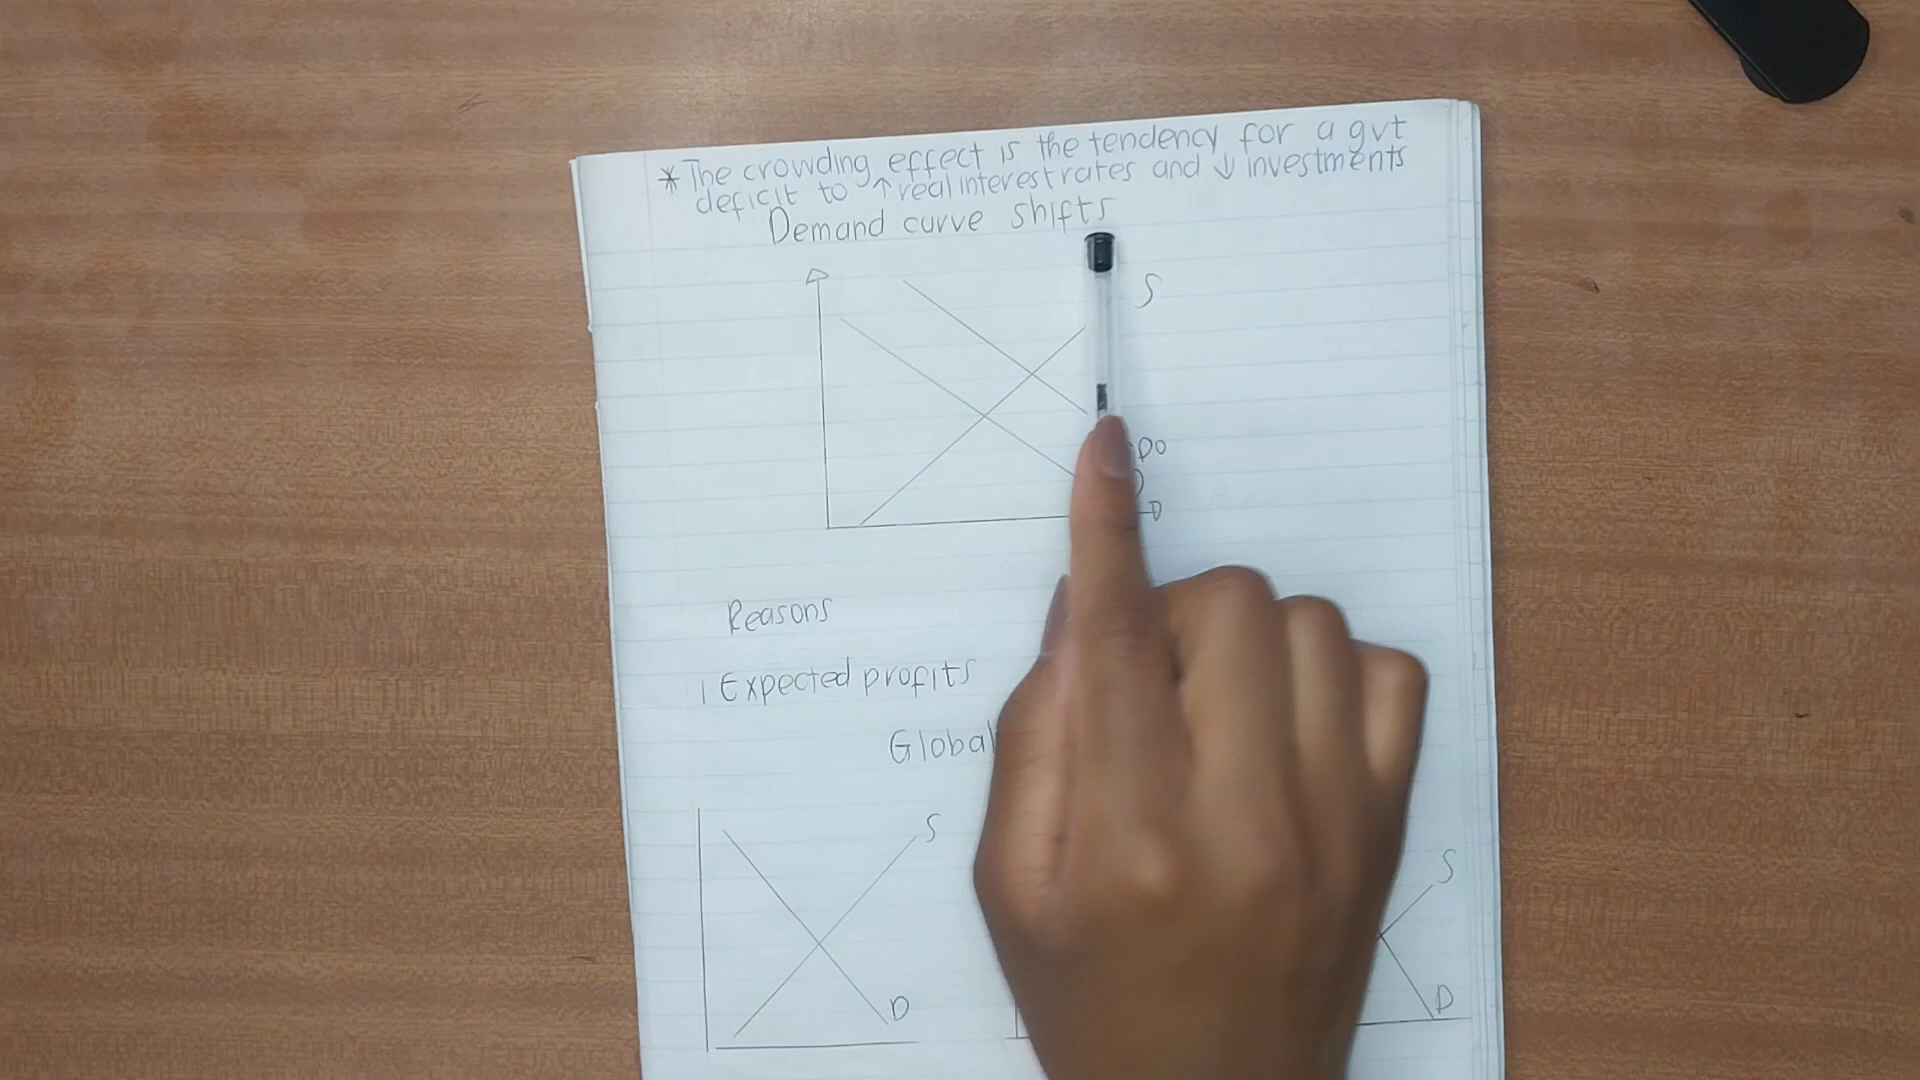 * The crowding effect is the tendency for a gvt
deficit to ↑ real interest rates and ↓ investments
Demand curve shifts
S
D0
D
Reasons
1 Expected profits
Global
S
S
D
D